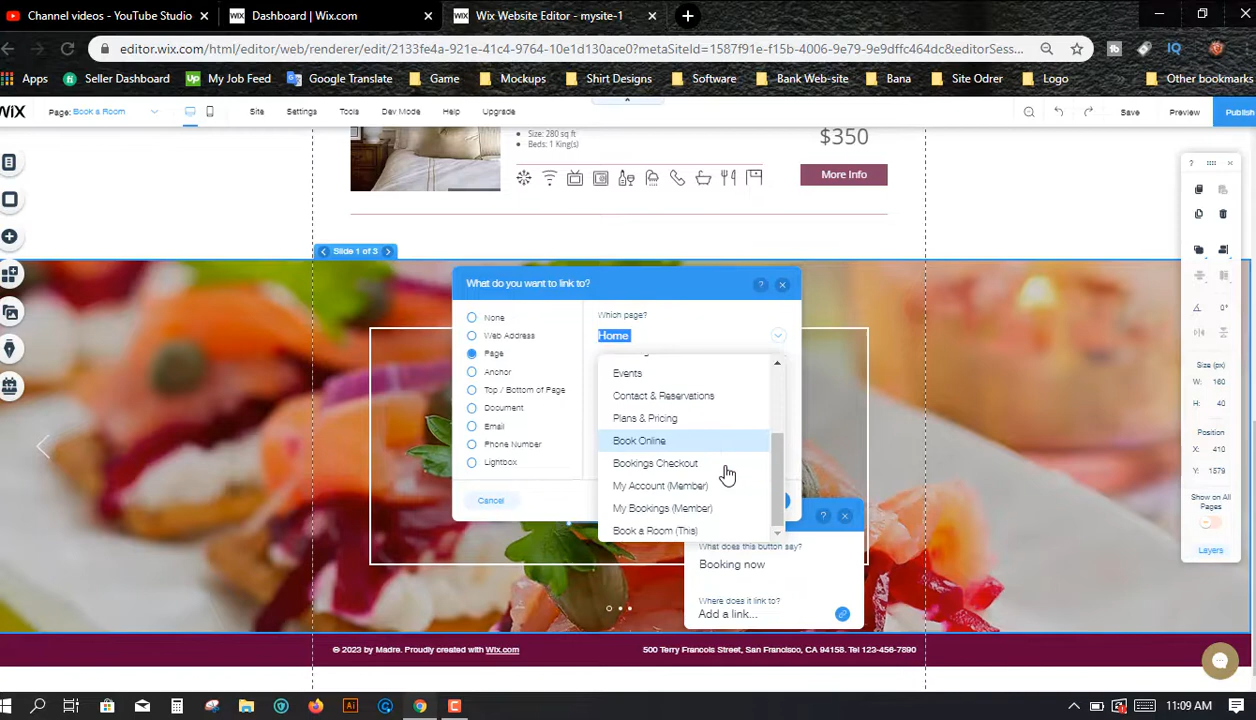 Channel videos - YouTube Studio
Dashboard | Wix.com
Wix Website Editor - mysite-1
editor.wix.com/html/editor/web/renderer/edit/2133fe4a-921e-41c4-9764-10e1d130ace0?metaSiteId=1587f91e-f15b-4006-9e79-9e9dffc464dc&editorSess...
Apps
Seller Dashboard
My Job Feed
Google Translate
Game
Mockups
Shirt Designs
Software
Bank Web-site
Bana
Site Odrer
Logo
Other bookmarks
WIX
Page: Book a Room
Site
Settings
Tools
Dev Mode
Help
Upgrade
Save
Preview
Publish
Size: 280 sq ft
Beds: 1 King(s)
$350
More Info
Slide 1 of 3
What do you want to link to?
None
Web Address
Page
Anchor
Top / Bottom of Page
Document
Email
Phone Number
Lightbox
Cancel
Which page?
Home
Events
Contact & Reservations
Plans & Pricing
Book Online
Bookings Checkout
My Account (Member)
My Bookings (Member)
Book a Room (This)
What does this button say?
Booking now
Where does it link to?
Add a link...
0°
Size (px)
W: 160
H: 40
Position
X: 410
Y: 1579
Show on All
Pages
Layers
© 2023 by Madre. Proudly created with Wix.com
500 Terry Francois Street, San Francisco, CA 94158. Tel 123-456-7890
11:09 AM